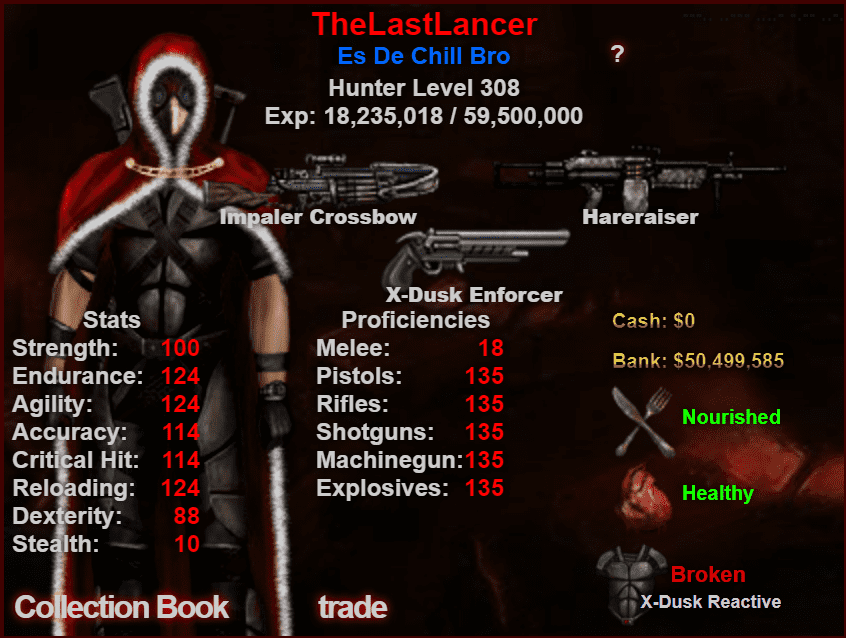 TheLastLancer
Es De Chill Bro
?
Hunter Level 308
Exp: 18,235,018 / 59,500,000
Impaler Crossbow
Hareraiser
X-Dusk Enforcer
Stats
Strength: 100
Endurance: 124
Agility: 124
Accuracy: 114
Critical Hit: 114
Reloading: 124
Dexterity: 88
Stealth: 10
Proficiencies
Melee: 18
Pistols: 135
Rifles: 135
Shotguns: 135
Machinegun: 135
Explosives: 135
Cash: $0
Bank: $50,499,585
Nourished
Healthy
Broken
X-Dusk Reactive
Collection Book
trade